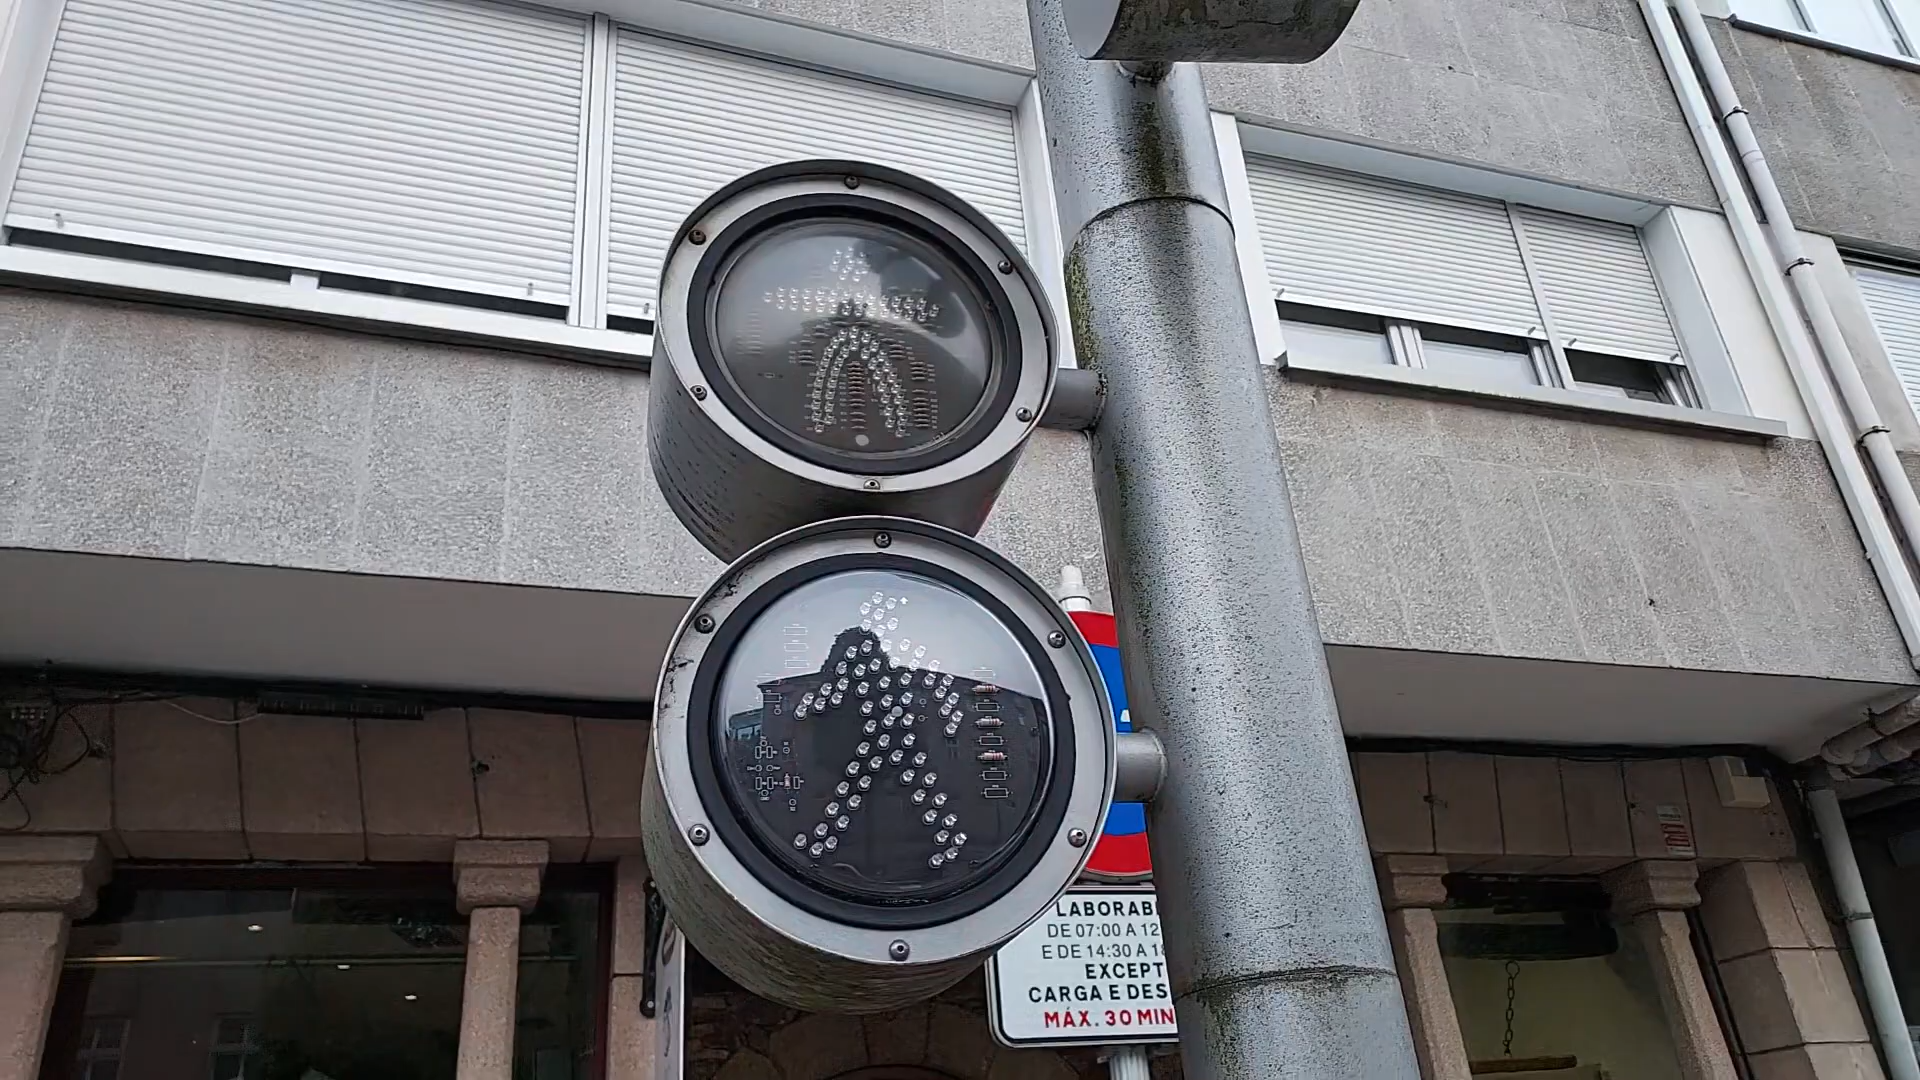 LABORAB
DE 07:00 A 12
E DE 14:30 A 1
EXCEPT
CARGA E DES
MÁX. 30 MIN